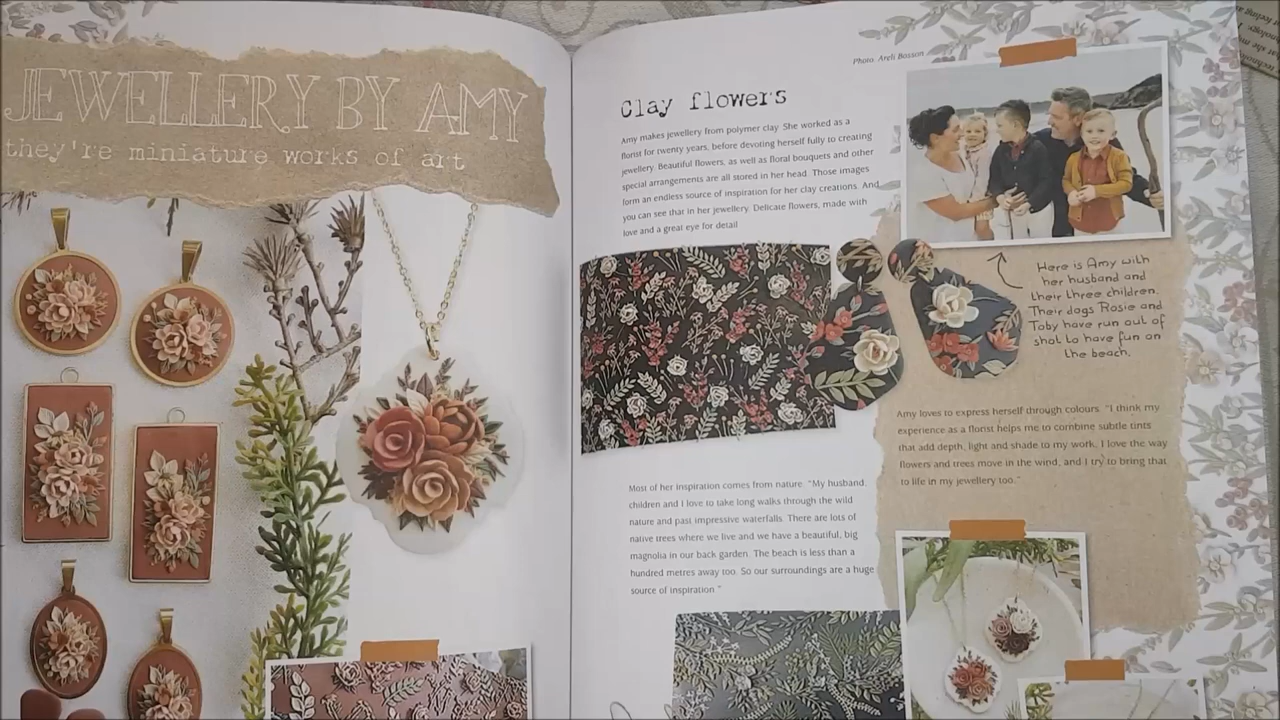 JEWELLERY BY AMY
they're miniature works of art
Photo: Areli Bosson
Clay flowers
Amy makes jewellery from polymer clay. She worked as a
florist for twenty years, before devoting herself fully to creating
jewellery. Beautiful flowers, as well as floral bouquets and other
special arrangements are all stored in her head. Those images
form an endless source of inspiration for her clay creations. And
you can see that in her jewellery. Delicate flowers, made with
love and a great eye for detail
Here is Amy with
her husband and
their three children.
Their dogs Rosie and
Toby have run out of
shot to have fun on
the beach.
Amy loves to express herself through colours. "I think my
experience as a florist helps me to combine subtle tints
that add depth, light and shade to my work. I love the way
flowers and trees move in the wind, and I try to bring that
to life in my jewellery too."
Most of her inspiration comes from nature. "My husband,
children and I love to take long walks through the wild
nature and past impressive waterfalls. There are lots of
native trees where we live and we have a beautiful, big
magnolia in our back garden. The beach is less than a
hundred metres away too. So our surroundings are a huge
source of inspiration."